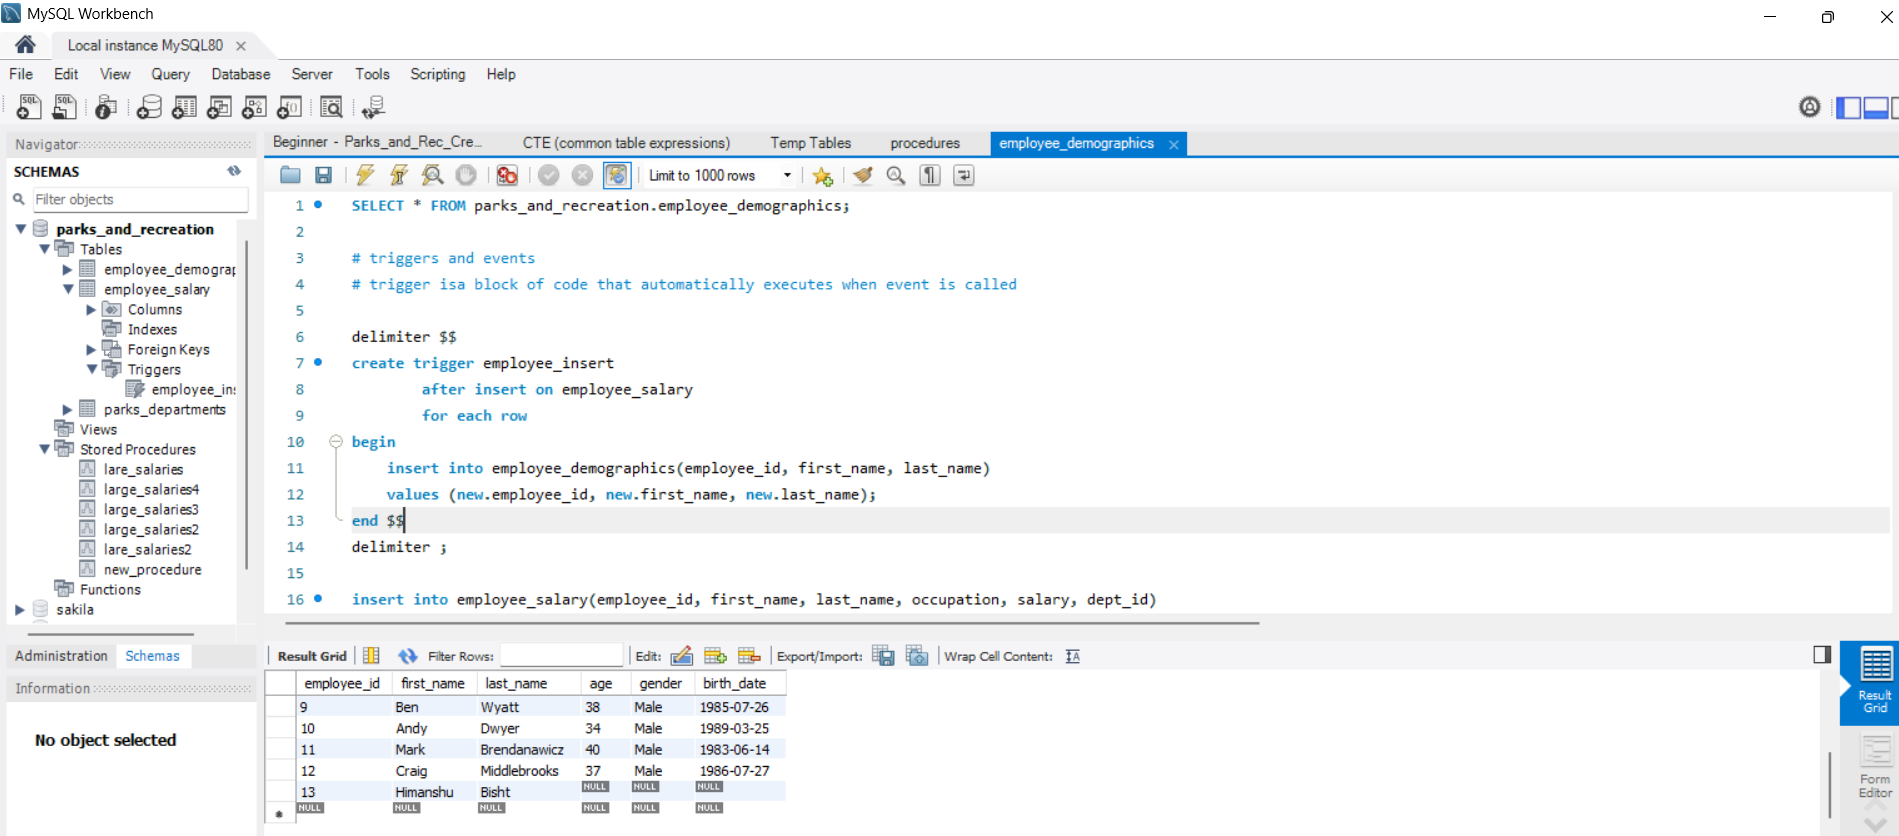 MySQL Workbench
Local instance MySQL80
File Edit View Query Database Server Tools Scripting Help
Navigator
SCHEMAS
Filter objects
parks_and_recreation
Tables
employee_demograp
employee_salary
Columns
Indexes
Foreign Keys
Triggers
employee_ins
parks_departments
Views
Stored Procedures
lare_salaries
large_salaries4
large_salaries3
large_salaries2
lare_salaries2
new_procedure
Functions
sakila
Administration Schemas
Information
No object selected
Beginner - Parks_and_Rec_Cre... CTE (common table expressions) Temp Tables procedures employee_demographics
Limit to 1000 rows
1 SELECT * FROM parks_and_recreation.employee_demographics;
2
3 # triggers and events
4 # trigger isa block of code that automatically executes when event is called
5
6 delimiter $$
7 create trigger employee_insert
8 after insert on employee_salary
9 for each row
10 begin
11 insert into employee_demographics(employee_id, first_name, last_name)
12 values (new.employee_id, new.first_name, new.last_name);
13 end $$
14 delimiter ;
15
16 insert into employee_salary(employee_id, first_name, last_name, occupation, salary, dept_id)
Result Grid Filter Rows: Edit: Export/Import: Wrap Cell Content:
employee_id first_name last_name age gender birth_date
9 Ben Wyatt 38 Male 1985-07-26
10 Andy Dwyer 34 Male 1989-03-25
11 Mark Brendanawicz 40 Male 1983-06-14
12 Craig Middlebrooks 37 Male 1986-07-27
13 Himanshu Bisht NULL NULL NULL
NULL NULL NULL NULL NULL NULL
Result
Grid
Form
Editor